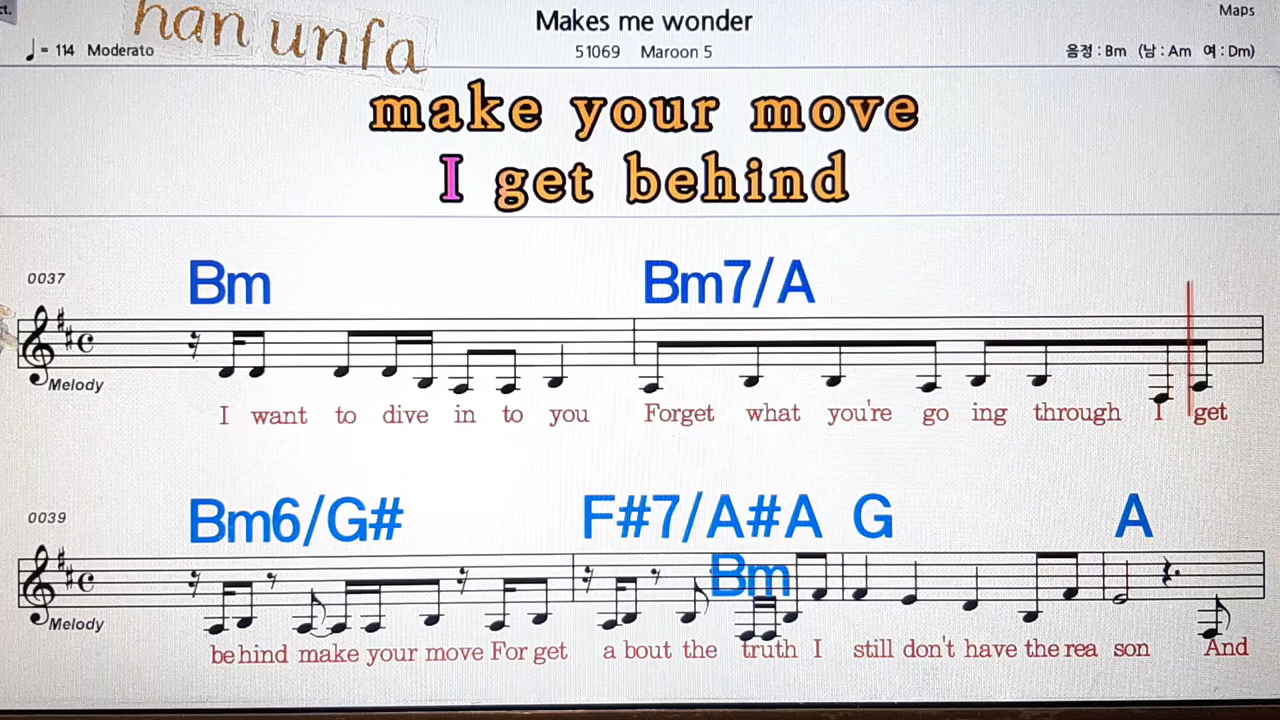 ct.
han unfa
Makes me wonder
Maps
♩= 114 Moderato
51069 Maroon 5
음정 : Bm (남 : Am 여 : Dm)
make your move
I get behind
0037
Bm Bm7/A
Melody
I want to dive in to you Forget what you're go ing through I get
0039
Bm6/G# F#7/A#A G A
Bm
Melody
behind make your move For get a bout the truth I still don't have the rea son And